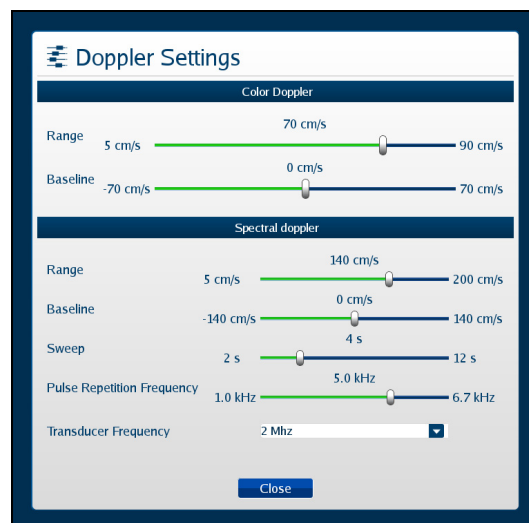 Doppler Settings
Color Doppler
70 cm/s
Range 5 cm/s 90 cm/s
0 cm/s
Baseline -70 cm/s 70 cm/s
Spectral doppler
140 cm/s
Range 5 cm/s 200 cm/s
0 cm/s
Baseline -140 cm/s 140 cm/s
4 s
Sweep 2 s 12 s
5.0 kHz
Pulse Repetition Frequency 1.0 kHz 6.7 kHz
Transducer Frequency 2 Mhz
Close